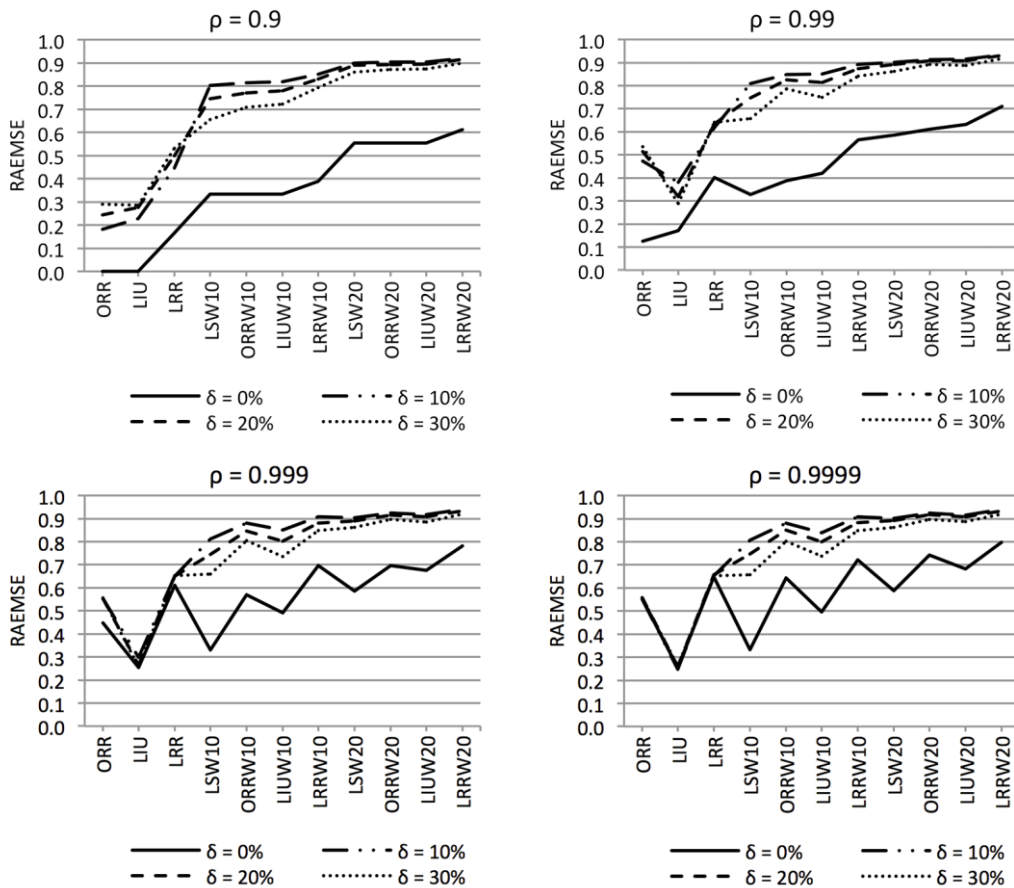 ρ = 0.9
1.0
0.9
0.8
0.7
0.6
0.5
0.4
0.3
0.2
0.1
0.0
RAEMSE
ORR
LIU
LRR
LSW10
ORRW10
LIUW10
LRRW10
LSW20
ORRW20
LIUW20
LRRW20
δ = 0%
δ = 10%
δ = 20%
δ = 30%
ρ = 0.99
1.0
0.9
0.8
0.7
0.6
0.5
0.4
0.3
0.2
0.1
0.0
RAEMSE
ORR
LIU
LRR
LSW10
ORRW10
LIUW10
LRRW10
LSW20
ORRW20
LIUW20
LRRW20
δ = 0%
δ = 10%
δ = 20%
δ = 30%
ρ = 0.999
1.0
0.9
0.8
0.7
0.6
0.5
0.4
0.3
0.2
0.1
0.0
RAEMSE
ORR
LIU
LRR
LSW10
ORRW10
LIUW10
LRRW10
LSW20
ORRW20
LIUW20
LRRW20
δ = 0%
δ = 10%
δ = 20%
δ = 30%
ρ = 0.9999
1.0
0.9
0.8
0.7
0.6
0.5
0.4
0.3
0.2
0.1
0.0
RAEMSE
ORR
LIU
LRR
LSW10
ORRW10
LIUW10
LRRW10
LSW20
ORRW20
LIUW20
LRRW20
δ = 0%
δ = 10%
δ = 20%
δ = 30%